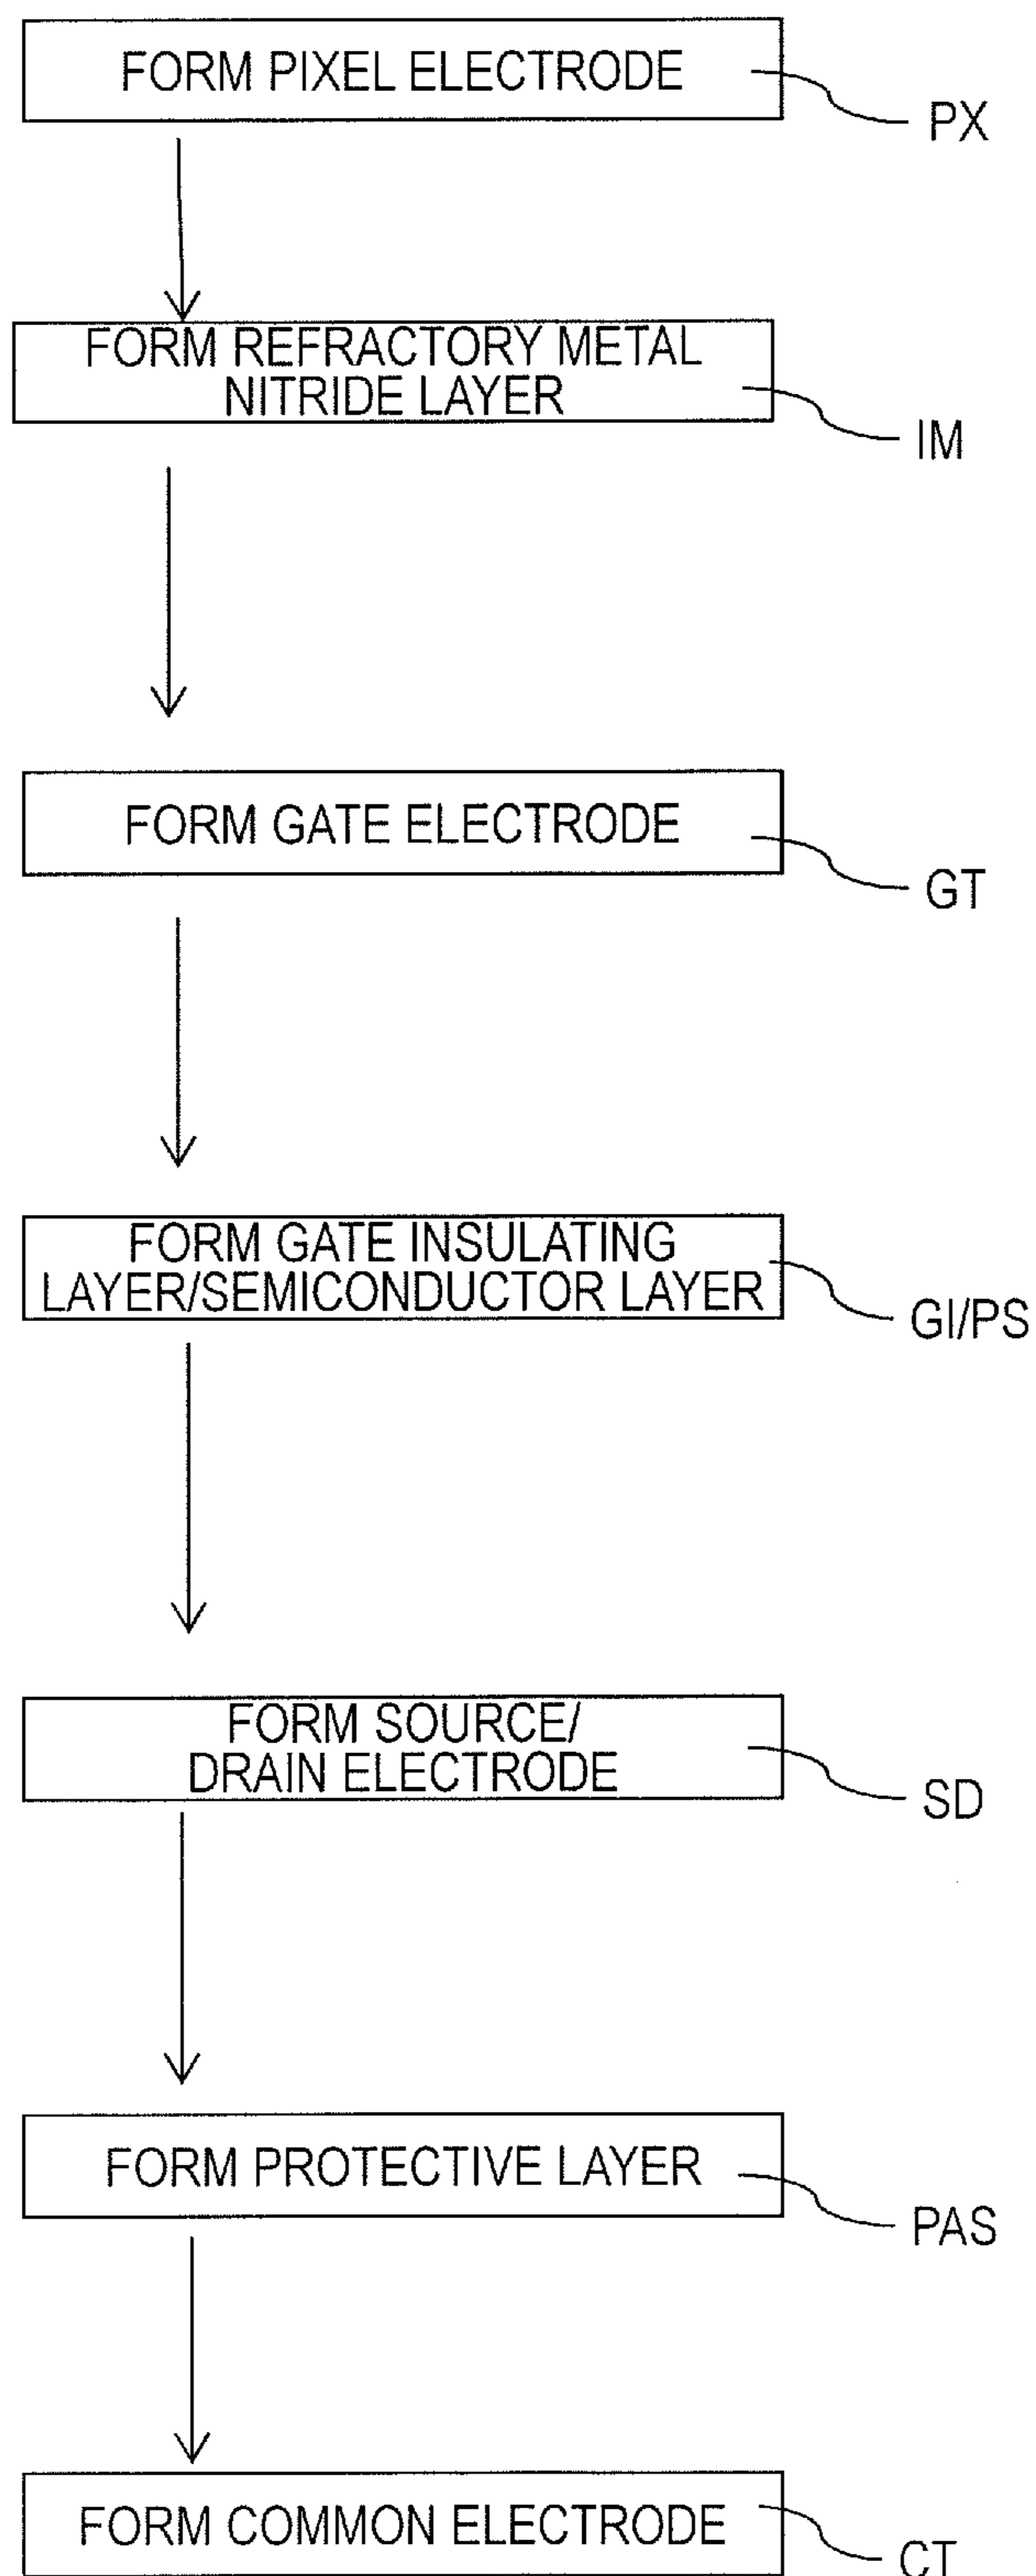 FORM PIXEL ELECTRODE
PX
FORM REFRACTORY METAL
NITRIDE LAYER
IM
FORM GATE ELECTRODE
GT
FORM GATE INSULATING
LAYER/SEMICONDUCTOR LAYER
GI/PS
FORM SOURCE/
DRAIN ELECTRODE
SD
FORM PROTECTIVE LAYER
PAS
FORM COMMON ELECTRODE
CT